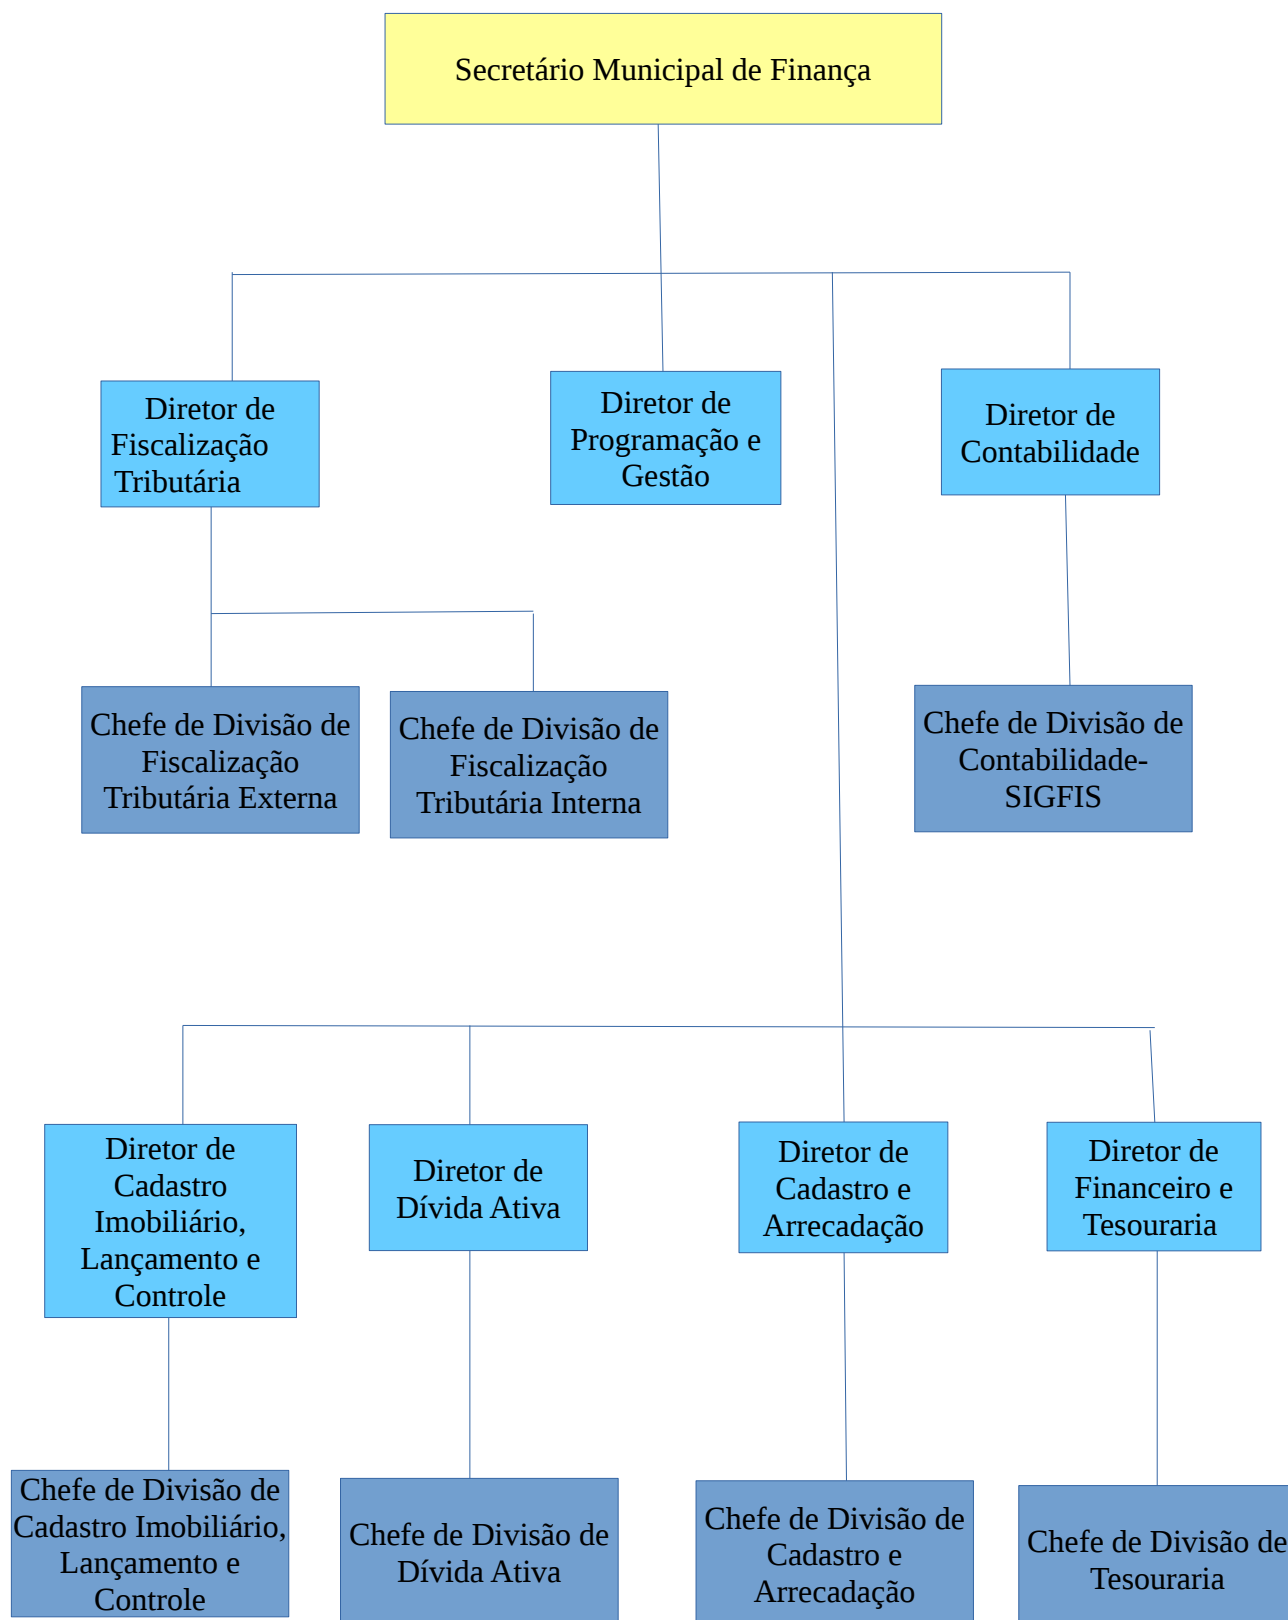 Secretário Municipal de Finança
Diretor de
Fiscalização
Tributária
Diretor de
Programação e
Gestão
Diretor de
Contabilidade
Chefe de Divisão de
Fiscalização
Tributária Externa
Chefe de Divisão de
Fiscalização
Tributária Interna
Chefe de Divisão de
Contabilidade-
SIGFIS
Diretor de
Cadastro
Imobiliário,
Lançamento e
Controle
Diretor de
Dívida Ativa
Diretor de
Cadastro e
Arrecadação
Diretor de
Financeiro e
Tesouraria
Chefe de Divisão de
Cadastro Imobiliário,
Lançamento e
Controle
Chefe de Divisão de
Dívida Ativa
Chefe de Divisão de
Cadastro e
Arrecadação
Chefe de Divisão de
Tesouraria